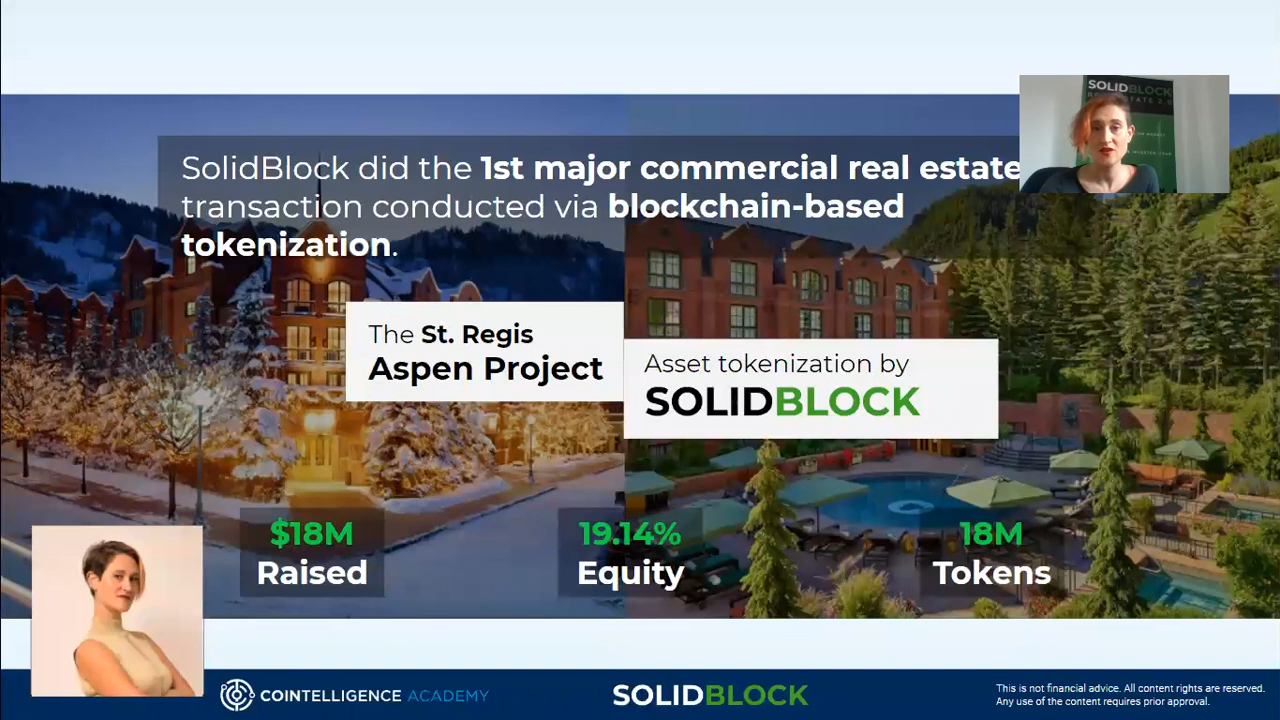 SolidBlock did the 1st major commercial real estate
transaction conducted via blockchain-based
tokenization.
SOLIDBLOCK
The St. Regis
Aspen Project
Asset tokenization by
SOLIDBLOCK
$18M
Raised
19.14%
Equity
18M
Tokens
COINTELLIGENCE ACADEMY
SOLIDBLOCK
This is not financial advice. All content rights are reserved.
Any use of the content requires prior approval.